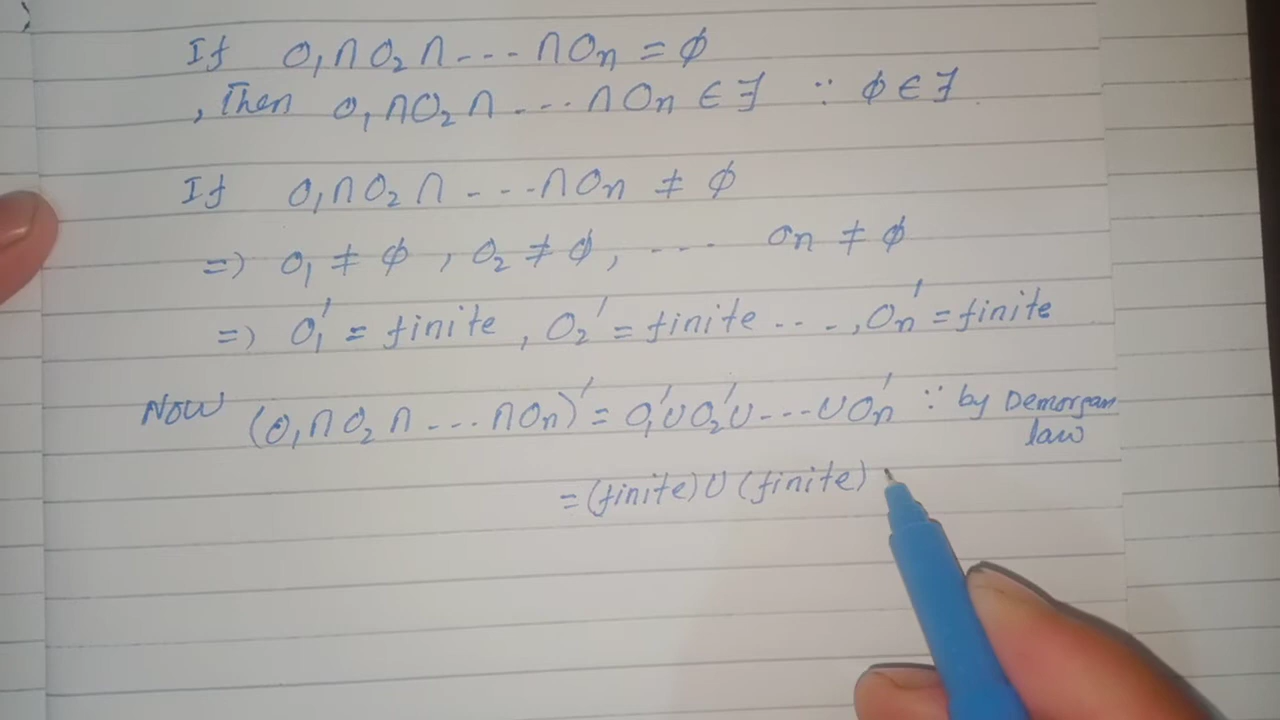 If O₁∩O₂∩---∩On = φ
, Then O₁∩O₂∩---∩On ∈ ℑ ∵ φ ∈ ℑ
If O₁∩O₂∩---∩On ≠ φ
=) O₁ ≠ φ, O₂ ≠ φ, --- On ≠ φ
=) O₁' = finite, O₂' = finite ---, On' = finite
Now (O₁∩O₂∩---∩On)' = O₁'∪O₂'∪---∪On' ∵ by Demorgan
law
= (finite) ∪ (finite)